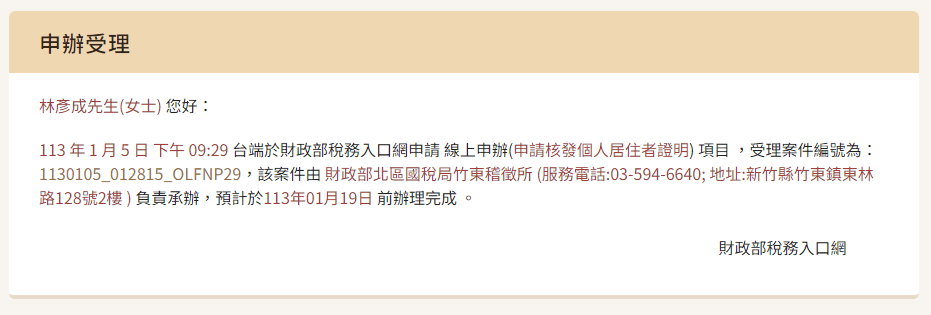 申辦受理
林彥成先生(女士) 您好：
113 年 1 月 5 日 下午 09:29 台端於財政部稅務入口網申請 線上申辦(申請核發個人居住者證明) 項目 ，受理案件編號為：
1130105_012815_OLFNP29，該案件由 財政部北區國稅局竹東稽徵所 (服務電話:03-594-6640; 地址:新竹縣竹東鎮東林
路128號2樓 ) 負責承辦，預計於113年01月19日 前辦理完成 。
財政部稅務入口網